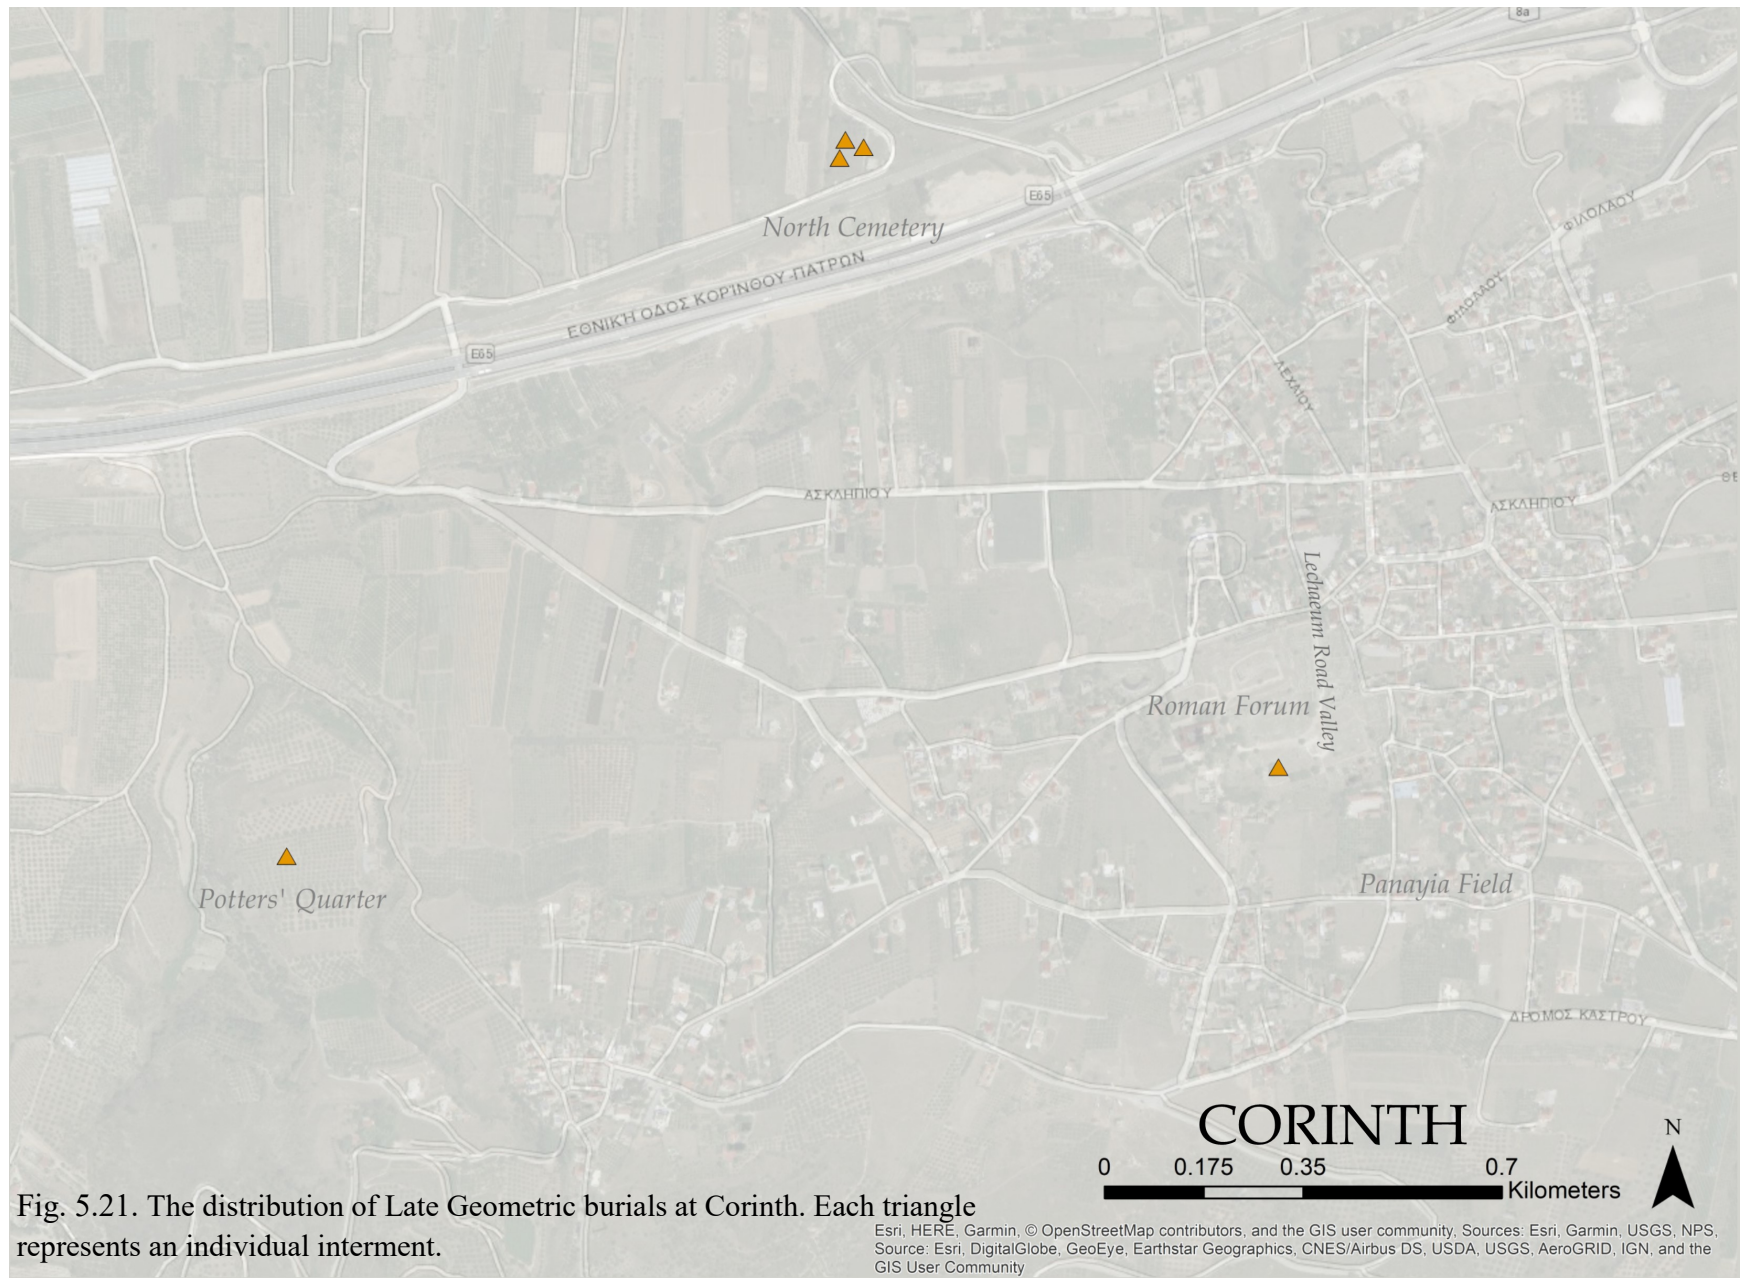 8a
E65
North Cemetery
ΕΘΝΙΚΗ ΟΔΟΣ ΚΟΡΊΝΘΟΥ-ΠΑΤΡΩΝ
E65
ΦΙΛΟΛΑΟΥ
ΦΙΛΟΛΑΟΥ
ΛΕΧΑΙΟΥ
ΑΣΚΛΗΠΙΟΥ
ΑΣΚΛΗΠΙΟΥ
Lechaeum Road Valley
Roman Forum
Potters' Quarter
Panayia Field
ΔΡΟΜΟΣ ΚΑΣΤΡΟΥ
CORINTH
N
0 0.175 0.35 0.7
Kilometers
Fig. 5.21. The distribution of Late Geometric burials at Corinth. Each triangle
represents an individual interment.
Esri, HERE, Garmin, © OpenStreetMap contributors, and the GIS user community, Sources: Esri, Garmin, USGS, NPS,
Source: Esri, DigitalGlobe, GeoEye, Earthstar Geographics, CNES/Airbus DS, USDA, USGS, AeroGRID, IGN, and the
GIS User Community